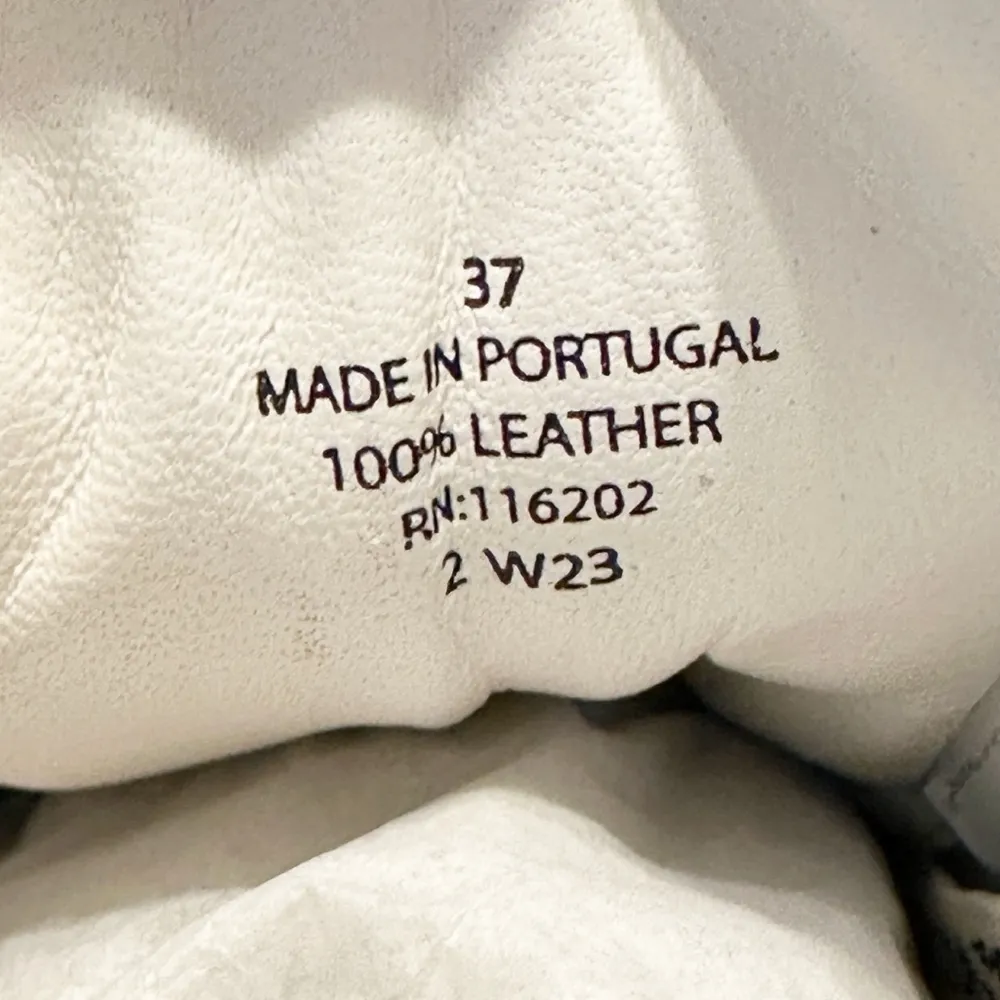 37
MADE IN PORTUGAL
100% LEATHER
RN:116202
2 W23